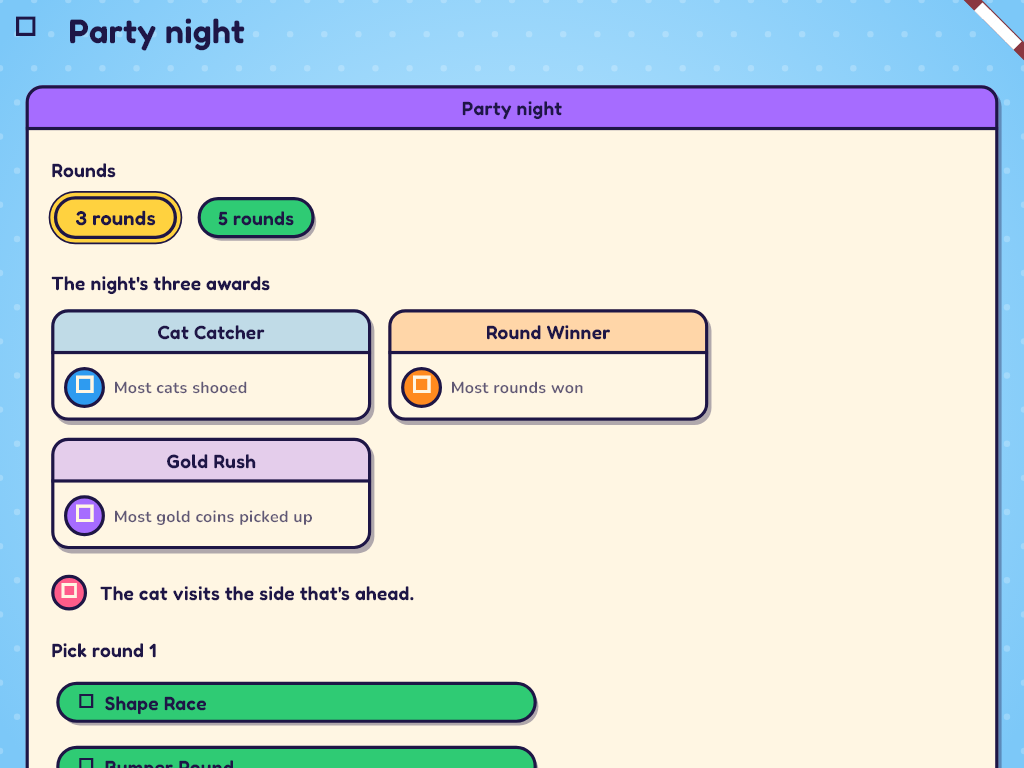 Party night
Party night
Rounds
3 rounds
5 rounds
The night's three awards
Cat Catcher
Round Winner
Most cats shooed
Most rounds won
Gold Rush
Most gold coins picked up
The cat visits the side that's ahead.
Pick round 1
Shape Race
Bumper Round